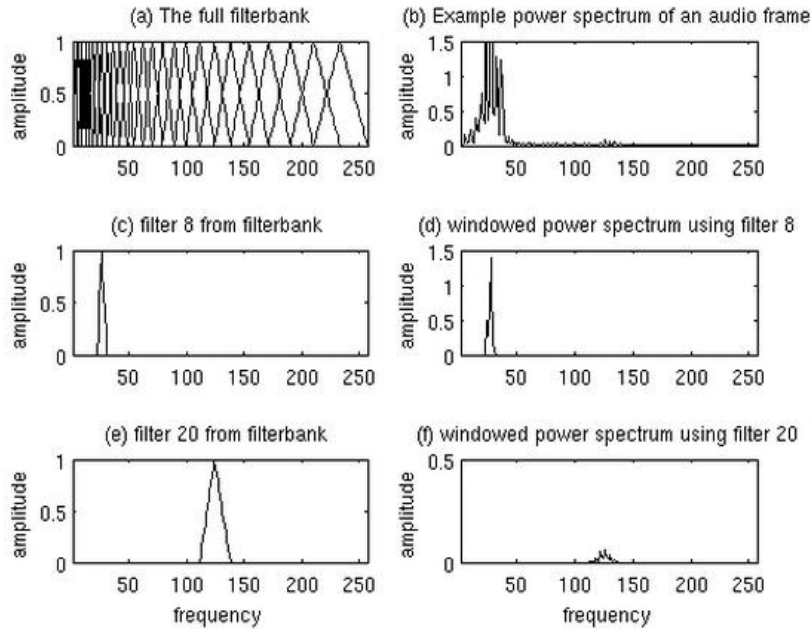 (a) The full filterbank
(b) Example power spectrum of an audio frame
amplitude
1
0.5
0
50 100 150 200 250
amplitude
1.5
1
0.5
0
50 100 150 200 250
(c) filter 8 from filterbank
(d) windowed power spectrum using filter 8
amplitude
1
0.5
0
50 100 150 200 250
amplitude
1.5
1
0.5
0
50 100 150 200 250
(e) filter 20 from filterbank
(f) windowed power spectrum using filter 20
amplitude
1
0.5
0
50 100 150 200 250
frequency
amplitude
0.5
0
50 100 150 200 250
frequency